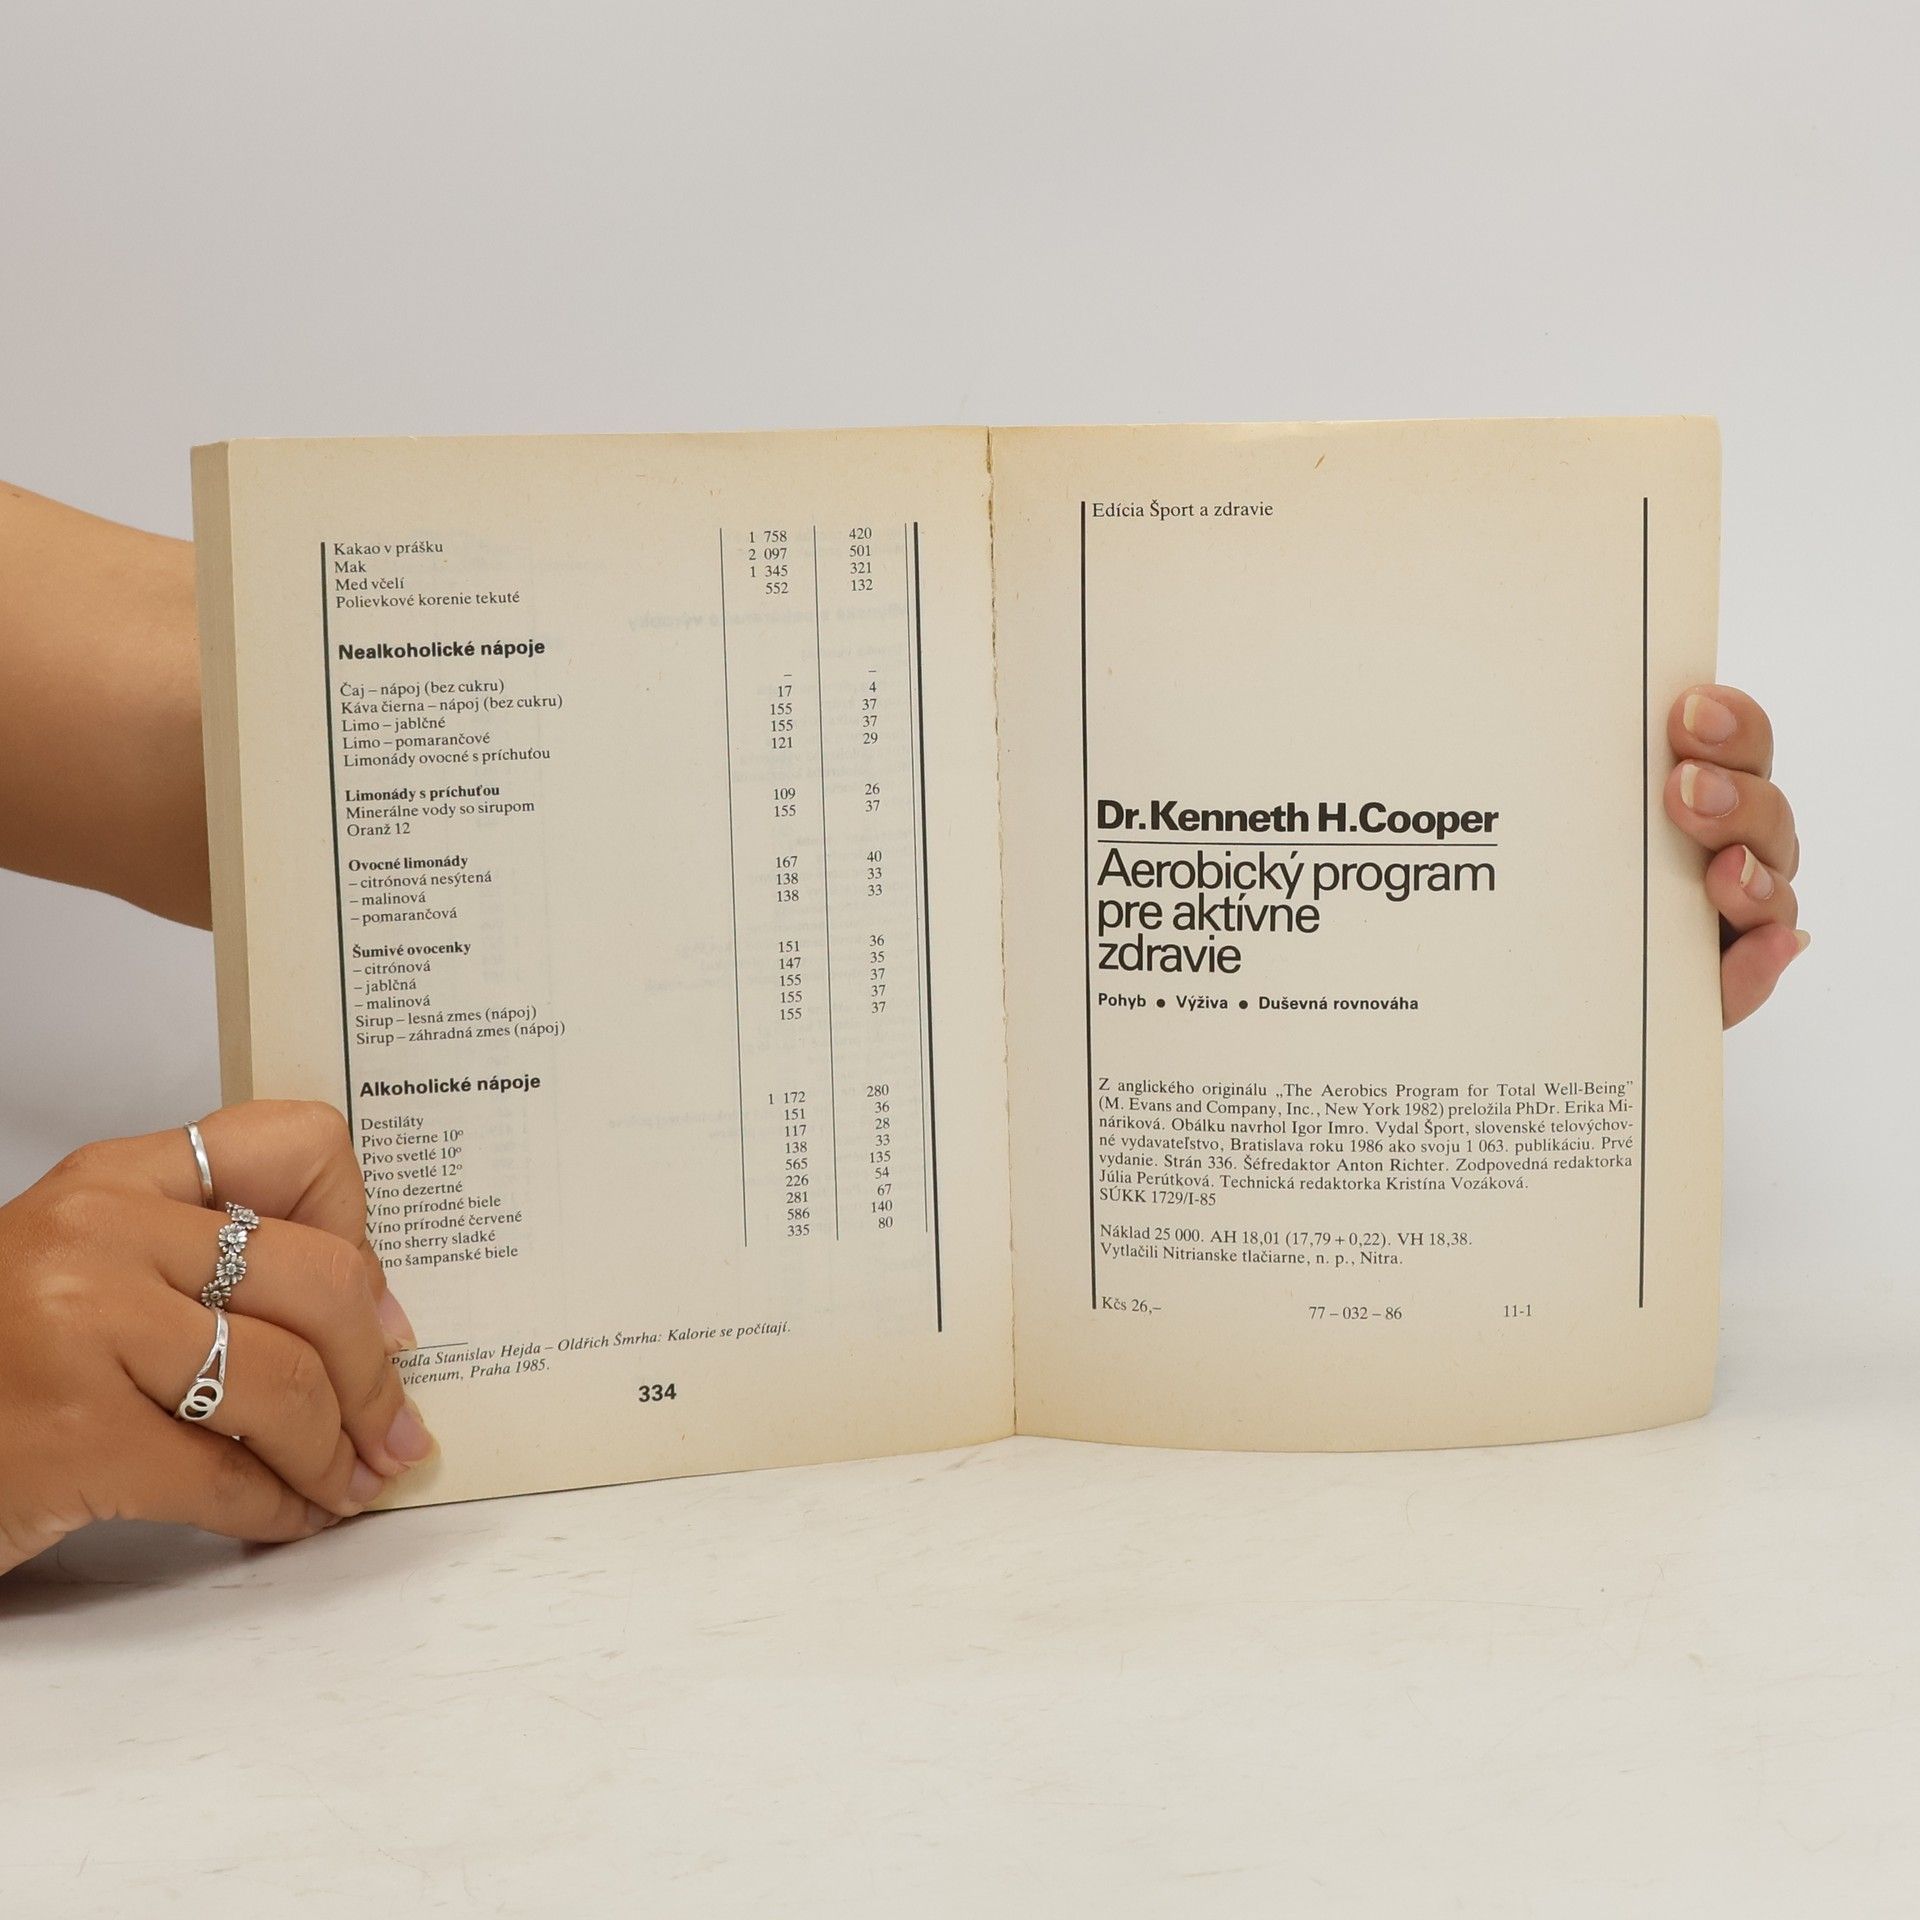 Kakao v prášku 1 758 420
Mak 2 097 501
Med včelí 1 345 321
Polievkové korenie tekuté 552 132
Nealkoholické nápoje
Čaj – nápoj (bez cukru) – –
Káva čierna – nápoj (bez cukru) 17 4
Limo – jablčné 155 37
Limo – pomarančové 155 37
Limonády ovocné s príchuťou 121 29
Limonády s príchuťou
Minerálne vody so sirupom 109 26
Oranž 12 155 37
Ovocné limonády
– citrónová nesýtená 167 40
– malinová 138 33
– pomarančová 138 33
Šumivé ovocenky
– citrónová 151 36
– jablčná 147 35
– malinová 155 37
Sirup – lesná zmes (nápoj) 155 37
Sirup – záhradná zmes (nápoj) 155 37
Alkoholické nápoje
Destiláty 1 172 280
Pivo čierne 10º 151 36
Pivo svetlé 10º 117 28
Pivo svetlé 12º 138 33
Víno dezertné 565 135
Víno prírodné biele 226 54
Víno prírodné červené 281 67
Víno sherry sladké 586 140
íno šampanské biele 335 80
Podľa Stanislav Hejda – Oldřich Šmrha: Kalorie se počítají.
vicenum, Praha 1985.
334
Edícia Šport a zdravie
Dr. Kenneth H. Cooper
Aerobický program
pre aktívne
zdravie
Pohyb ● Výživa ● Duševná rovnováha
Z anglického originálu „The Aerobics Program for Total Well-Being”
(M. Evans and Company, Inc., New York 1982) preložila PhDr. Erika Mi-
náriková. Obálku navrhol Igor Imro. Vydal Šport, slovenské telovýchov-
né vydavateľstvo, Bratislava roku 1986 ako svoju 1 063. publikáciu. Prvé
vydanie. Strán 336. Šéfredaktor Anton Richter. Zodpovedná redaktorka
Júlia Perútková. Technická redaktorka Kristína Vozáková.
SÚKK 1729/I-85
Náklad 25 000. AH 18,01 (17,79 + 0,22). VH 18,38.
Vytlačili Nitrianske tlačiarne, n. p., Nitra.
Kčs 26,– 77 – 032 – 86 11-1